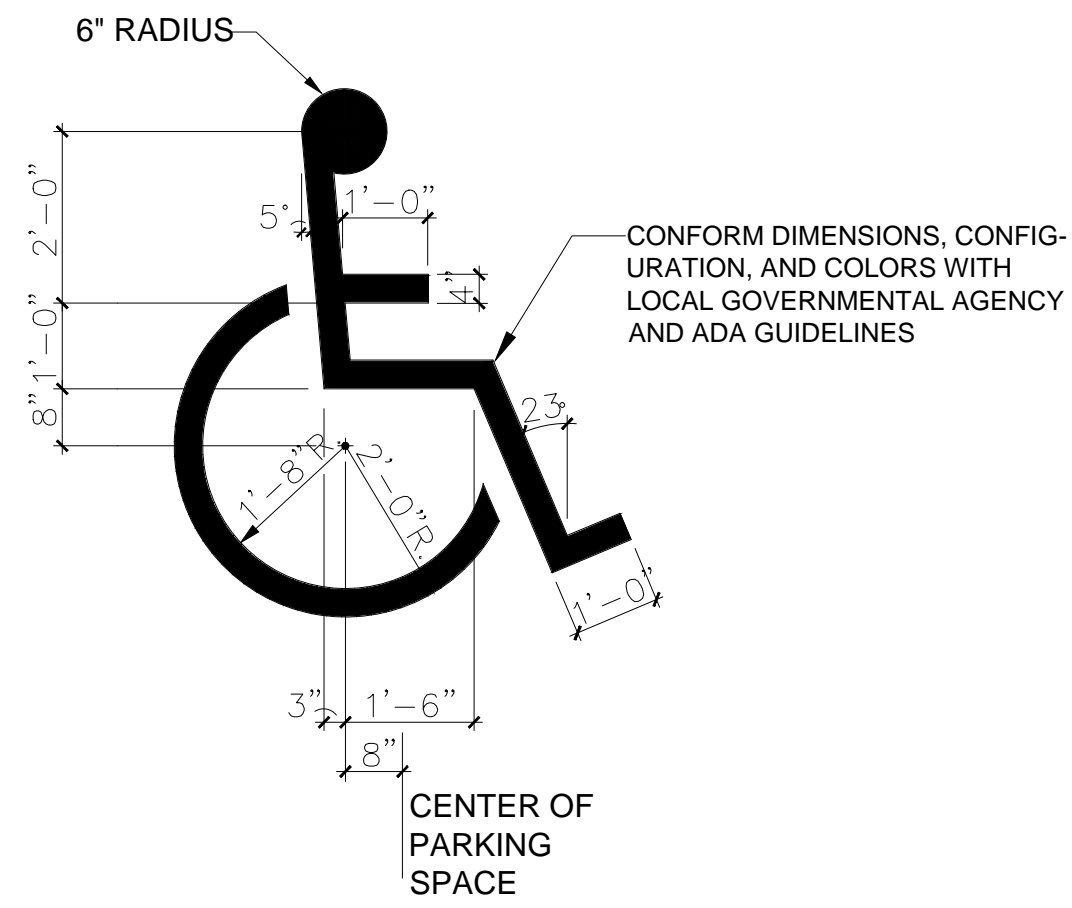 6" RADIUS
2'-0"
5°
1'-0"
CONFORM DIMENSIONS, CONFIG-
URATION, AND COLORS WITH
LOCAL GOVERNMENTAL AGENCY
AND ADA GUIDELINES
4"
1'-0"
8"
23°
1'-8" R.
2'-0"R.
1'-0"
3"
1'-6"
8"
CENTER OF
PARKING
SPACE